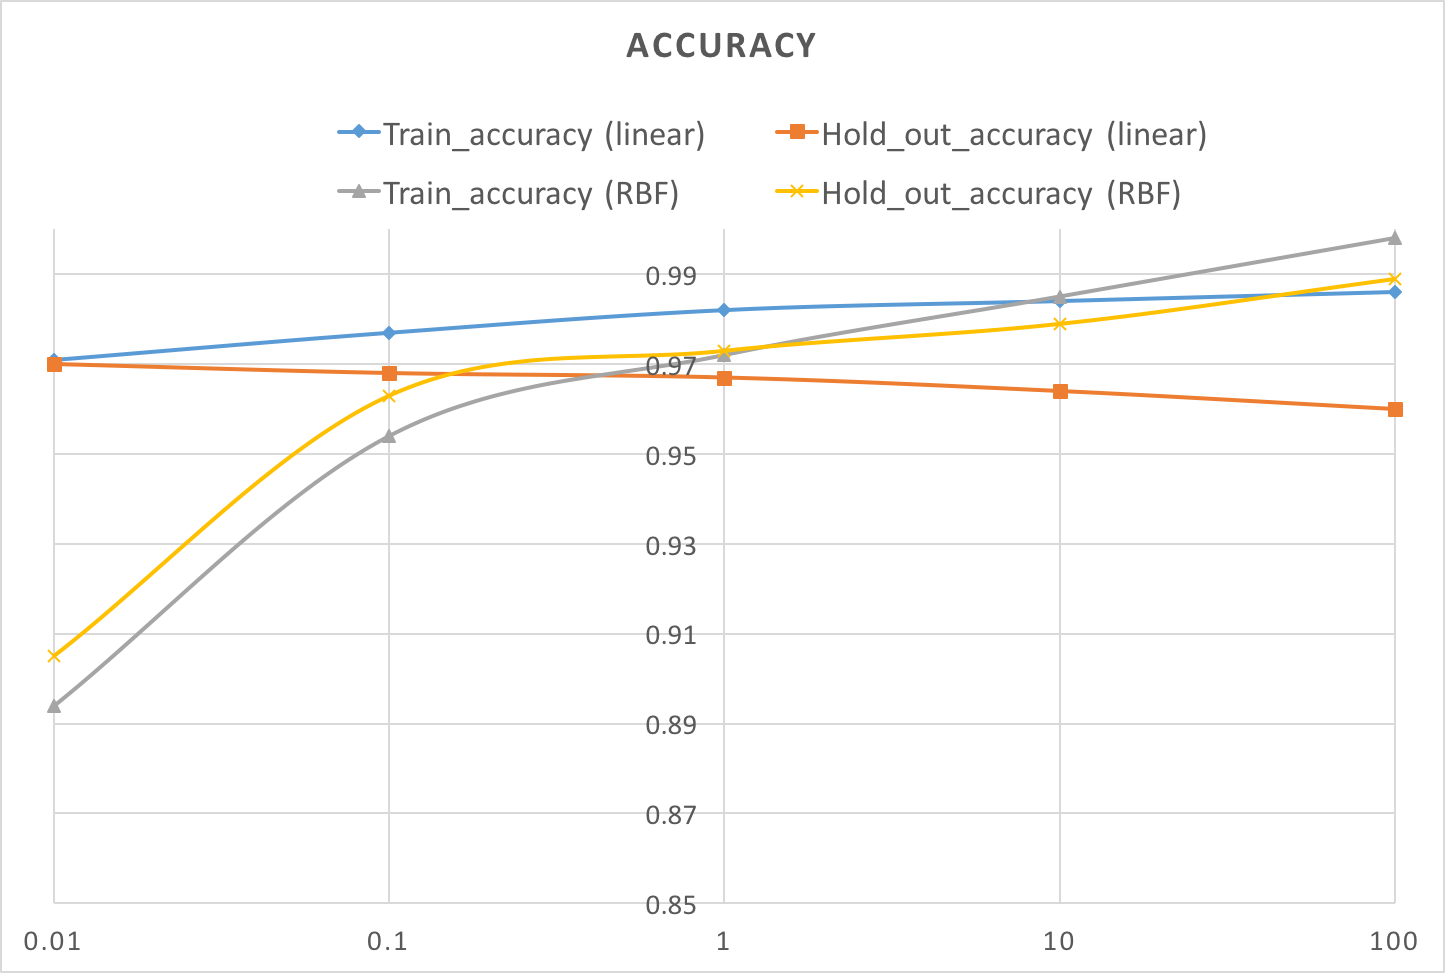 ACCURACY
Train_accuracy (linear) Hold_out_accuracy (linear)
Train_accuracy (RBF) Hold_out_accuracy (RBF)
0.99
0.97
0.95
0.93
0.91
0.89
0.87
0.85
0.01 0.1 1 10 100